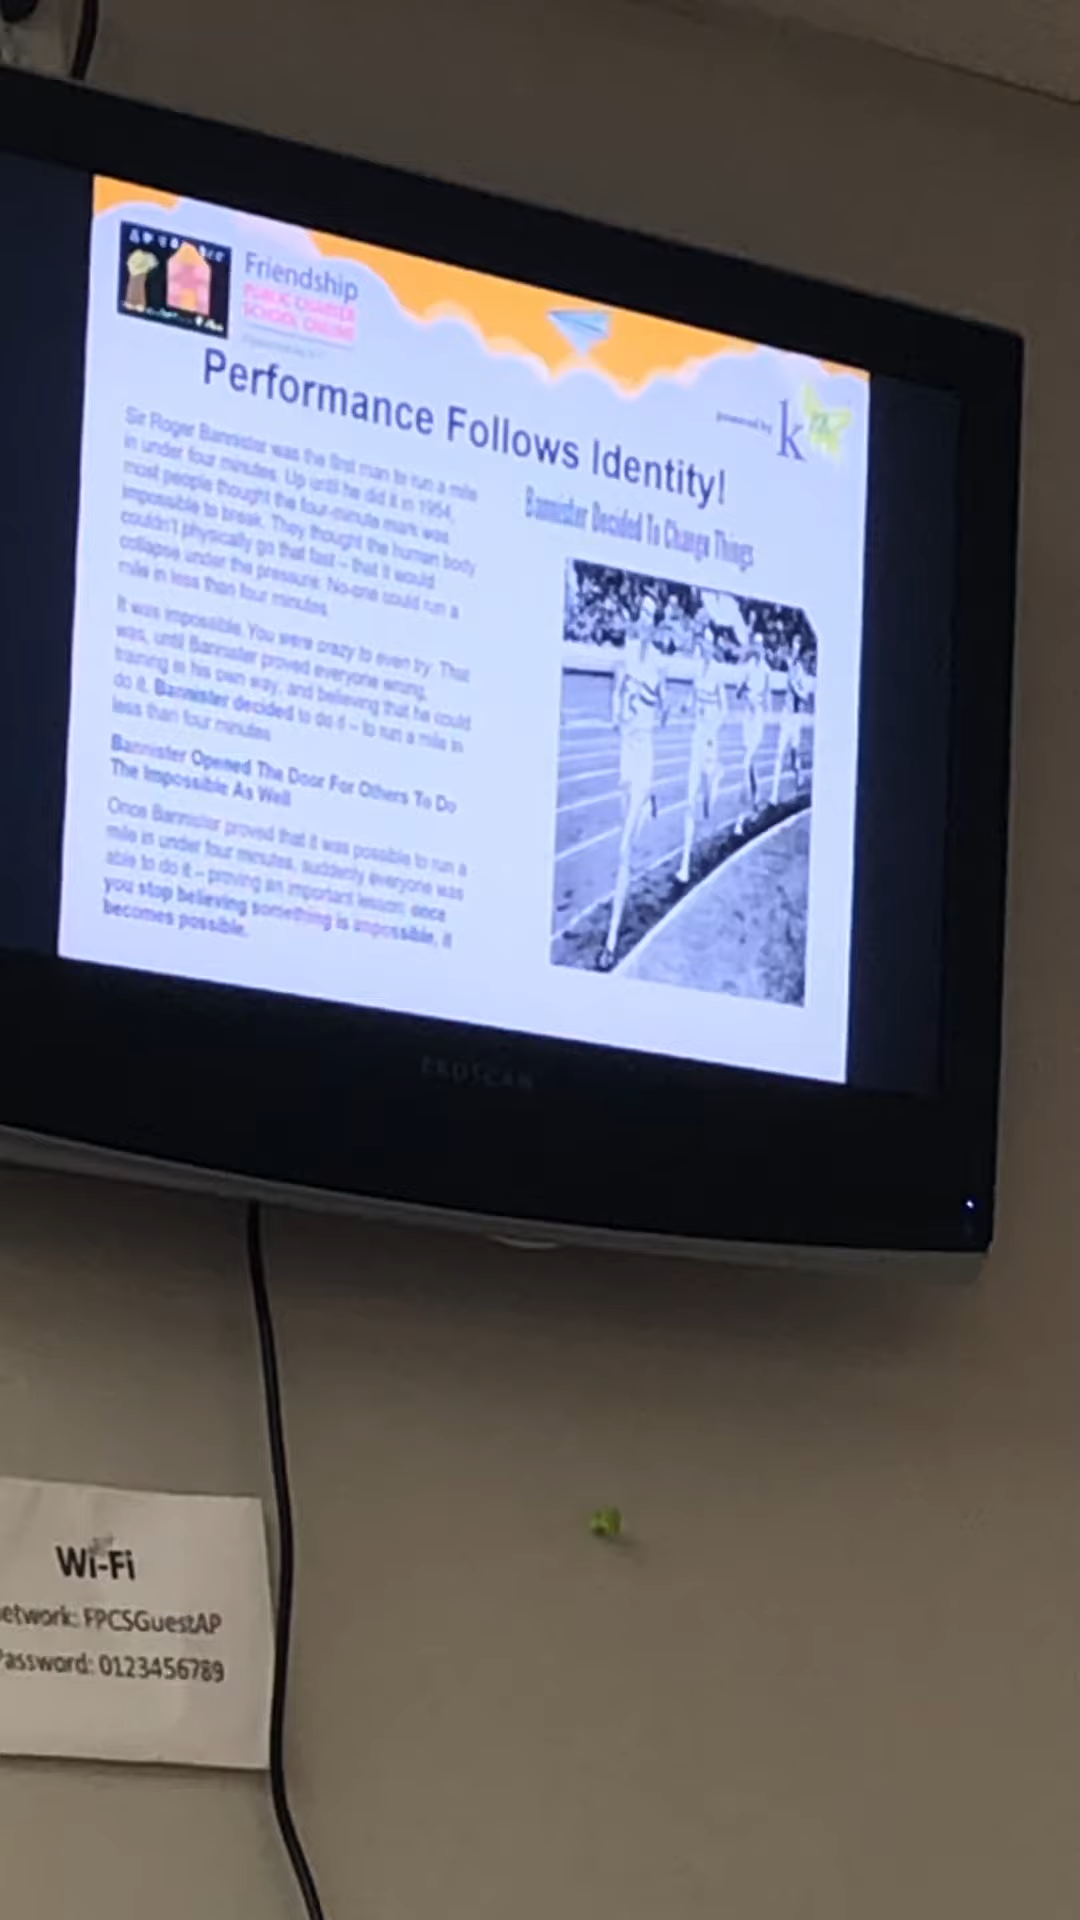 Friendship
PUBLIC CHARTER
SCHOOL ONLINE
powered by k12
Performance Follows Identity!
Sir Roger Bannister was the first man to run a mile
in under four minutes. Up until he did it in 1954,
most people thought the four-minute mark was
impossible to break. They thought the human body
couldn't physically go that fast – that it would
collapse under the pressure. No-one could run a
mile in less than four minutes.
It was impossible. You were crazy to even try. That
was, until Bannister proved everyone wrong,
training in his own way, and believing that he could
do it. Bannister decided to do it – to run a mile in
less than four minutes.
Bannister Opened The Door For Others To Do
The Impossible As Well
Once Bannister proved that it was possible to run a
mile in under four minutes, suddenly everyone was
able to do it – proving an important lesson: once
you stop believing something is impossible, it
becomes possible.
Bannister Decided To Change Things
PROSCAN
Wi-Fi
etwork: FPCSGuestAP
Password: 0123456789